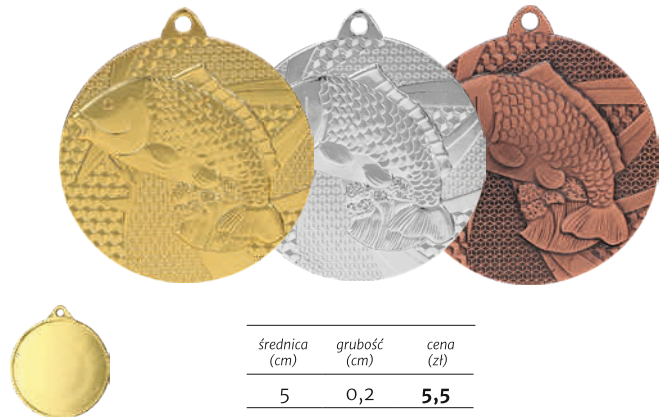 średnica grubość cena
(cm) (cm) (zł)
5 0,2 5,5